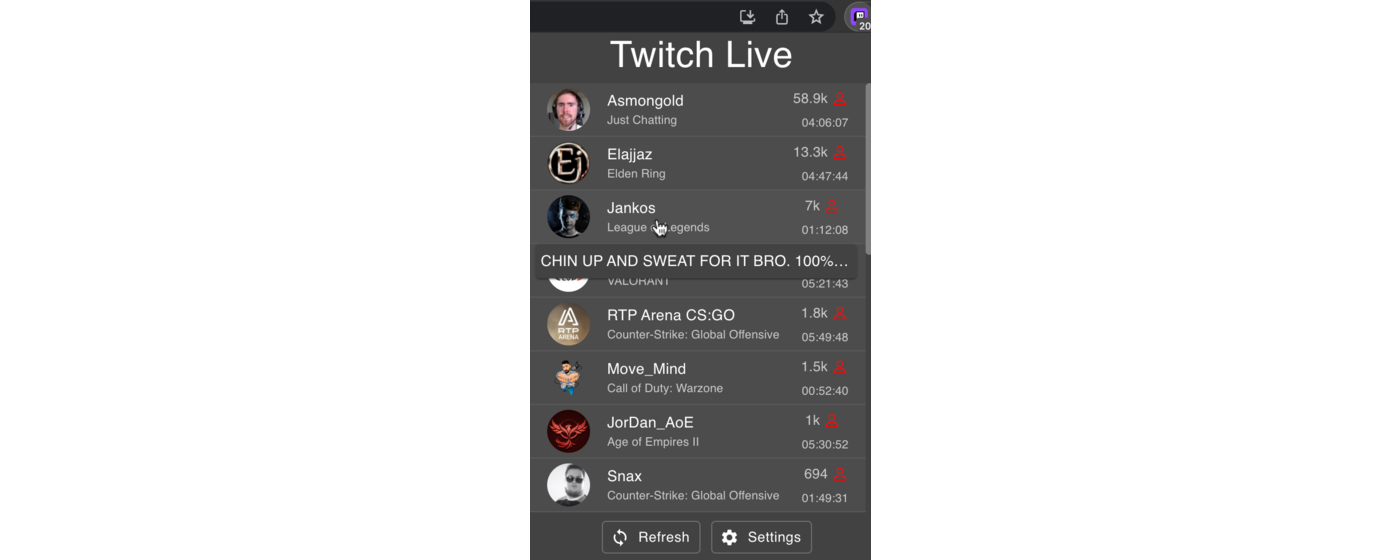 20
Twitch Live
Asmongold
58.9k
Just Chatting
04:06:07
Elajjaz
13.3k
Elden Ring
04:47:44
Jankos
7k
League Legends
01:12:08
CHIN UP AND SWEAT FOR IT BRO. 100%...
VALORANT
05:21:43
RTP Arena CS:GO
1.8k
RTP
ARENA
Counter-Strike: Global Offensive
05:49:48
Move_Mind
1.5k
Call of Duty: Warzone
00:52:40
JorDan_AoE
1k
Age of Empires II
05:30:52
Snax
694
Counter-Strike: Global Offensive
01:49:31
Refresh
Settings